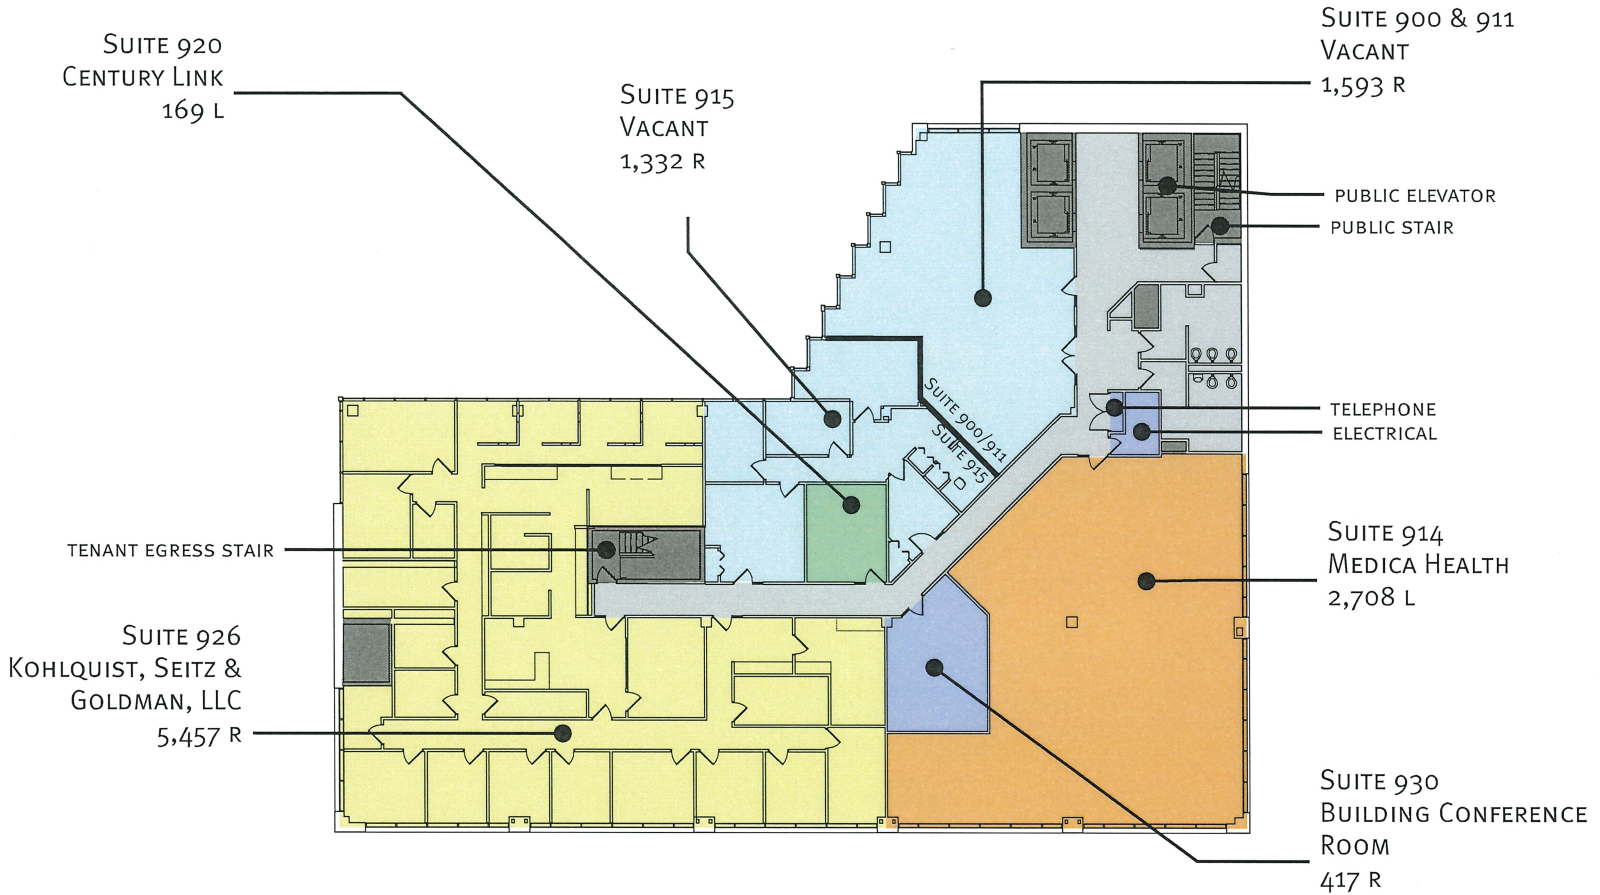 Suite 920
Century Link
169 L
Suite 915
Vacant
1,332 R
Suite 900 & 911
Vacant
1,593 R
public elevator
public stair
telephone
electrical
Suite 900/911
Suite 915
Suite 914
Medica Health
2,708 L
tenant egress stair
Suite 926
Kohlquist, Seitz &
Goldman, LLC
5,457 R
Suite 930
Building Conference
Room
417 R